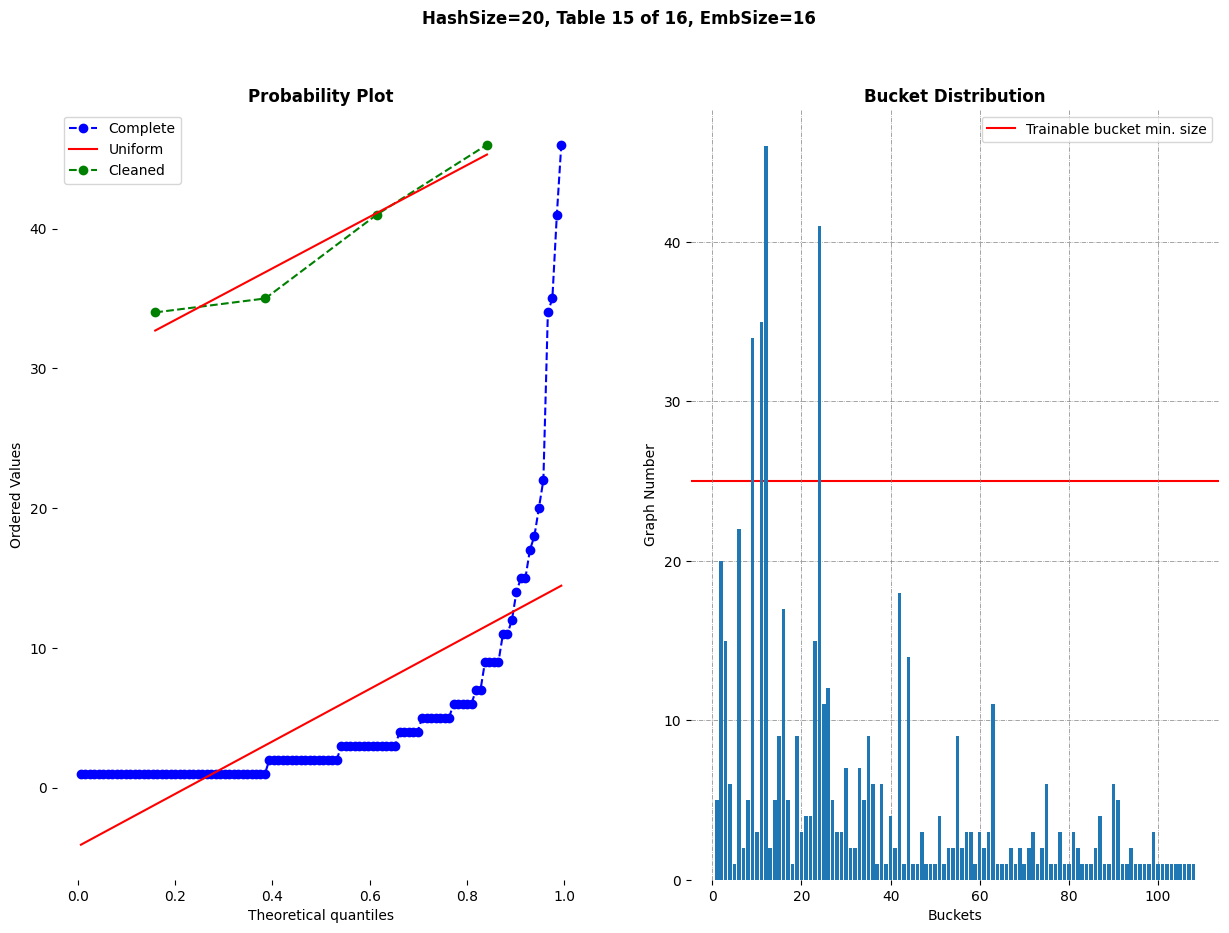 HashSize=20, Table 15 of 16, EmbSize=16
Probability Plot
Complete
Uniform
Cleaned
Ordered Values
40
30
20
10
0
0.0 0.2 0.4 0.6 0.8 1.0
Theoretical quantiles
Bucket Distribution
Trainable bucket min. size
Graph Number
40
30
20
10
0
0 20 40 60 80 100
Buckets